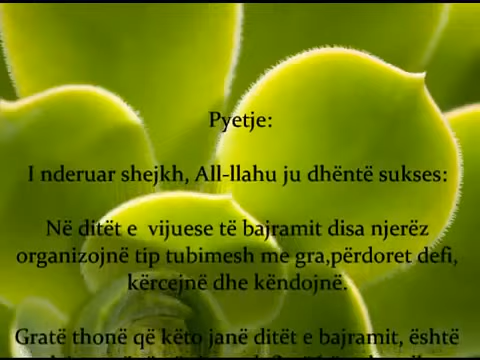 Pyetje:
I nderuar shejkh, All-llahu ju dhëntë sukses:
Në ditët e vijuese të bajramit disa njerëz
organizojnë tip tubimesh me gra,përdoret defi,
kërcejnë dhe këndojnë.
Gratë thonë që këto janë ditët e bajramit, është